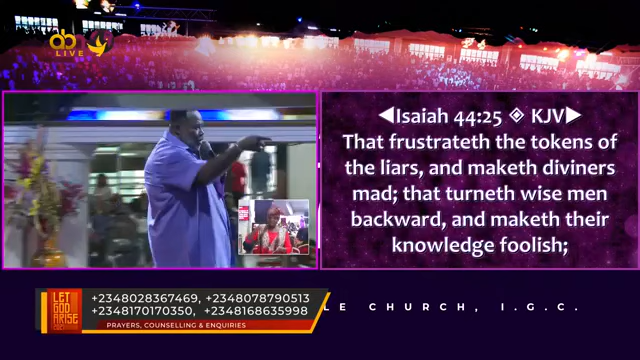 LIVE
◀Isaiah 44:25 ◈ KJV▶
That frustrateth the tokens of
the liars, and maketh diviners
mad; that turneth wise men
backward, and maketh their
knowledge foolish;
LET
GOD
ARISE
+2348028367469, +2348078790513
+2348170170350, +2348168635998
PRAYERS, COUNSELLING & ENQUIRIES
LE CHURCH, I.G.C.